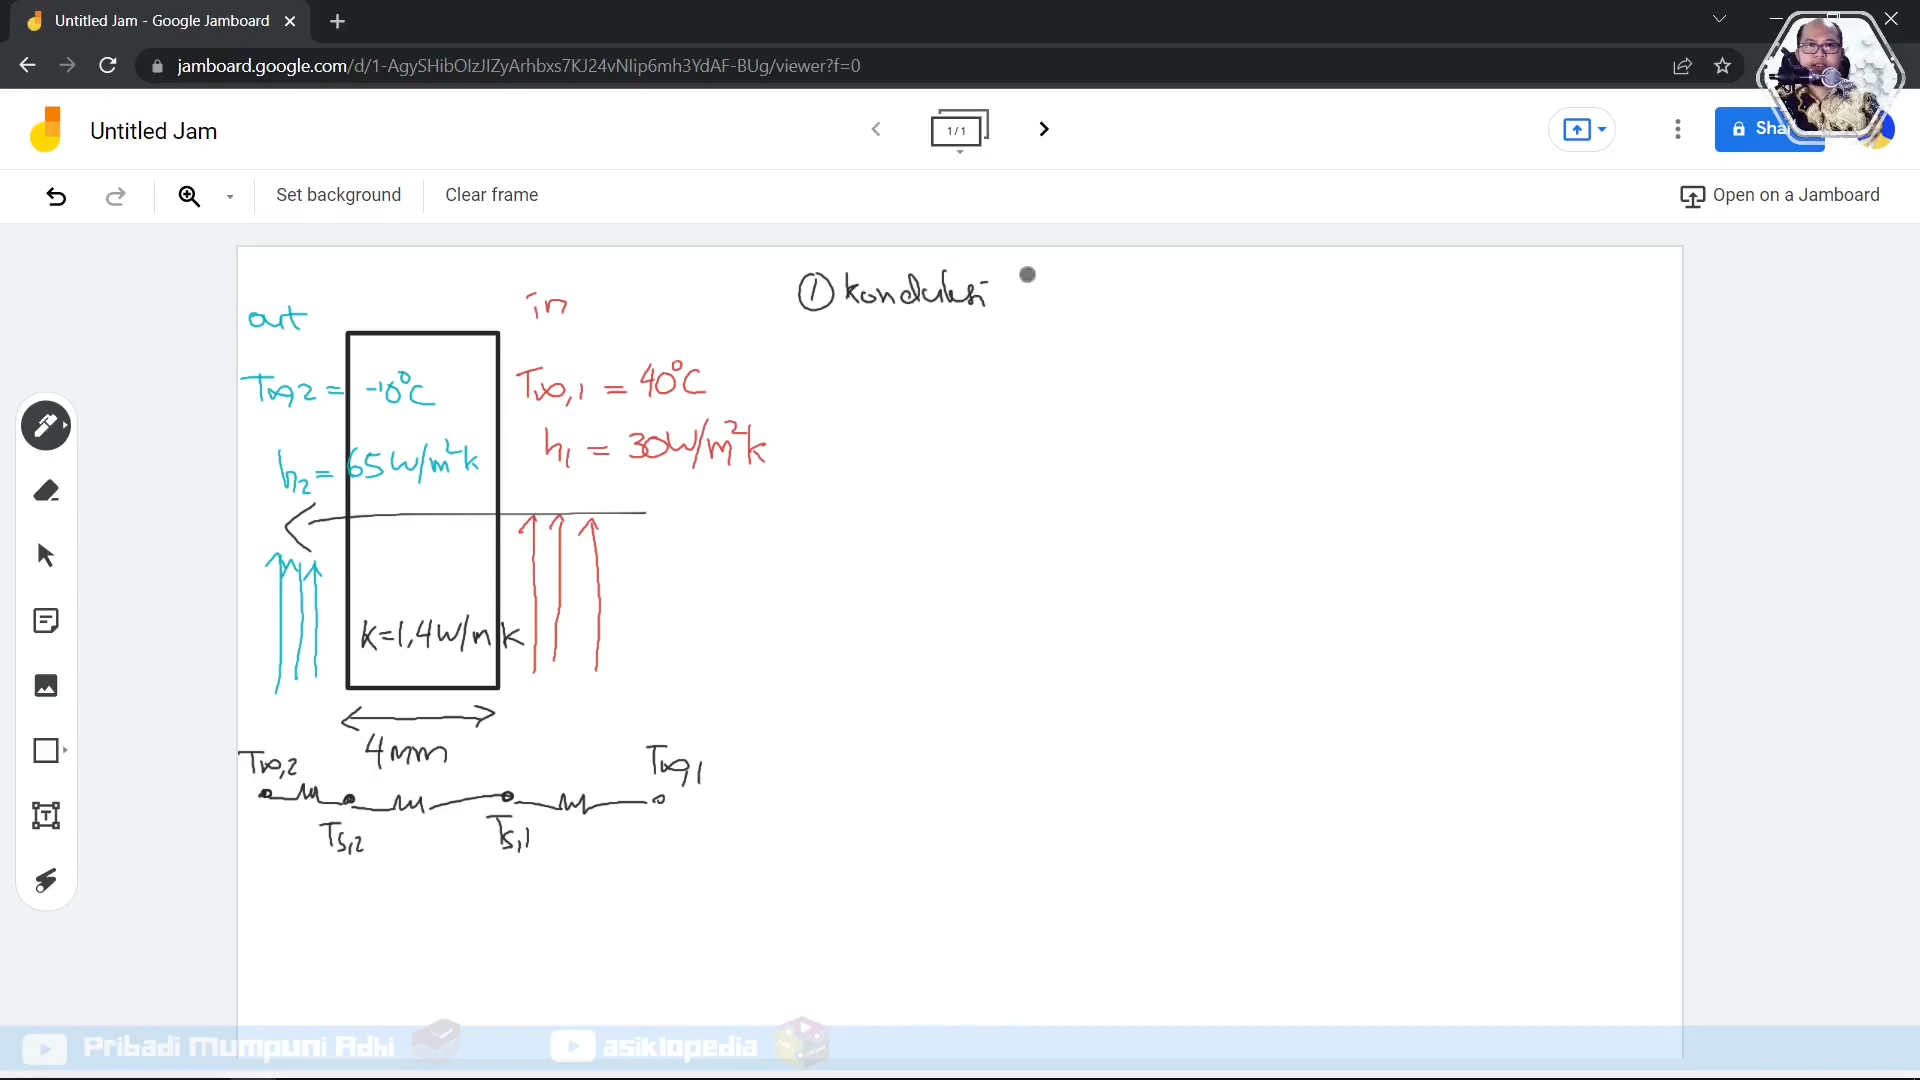 Untitled Jam - Google Jamboard
jamboard.google.com/d/1-AgySHibOIzJIZyArhbxs7KJ24vNlip6mh3YdAF-BUg/viewer?f=0
Untitled Jam
1/1
Sha
Set background
Clear frame
Open on a Jamboard
① konduksi
out
in
T∞,2 = -10°C
T∞,1 = 40°C
h₁ = 30W/m²k
h₂ = 65W/m²k
k=1,4W/mk
4mm
T∞,2
T∞,1
Ts,2
Ts,1
Pribadi Mumpuni Adhi
asiklopedia